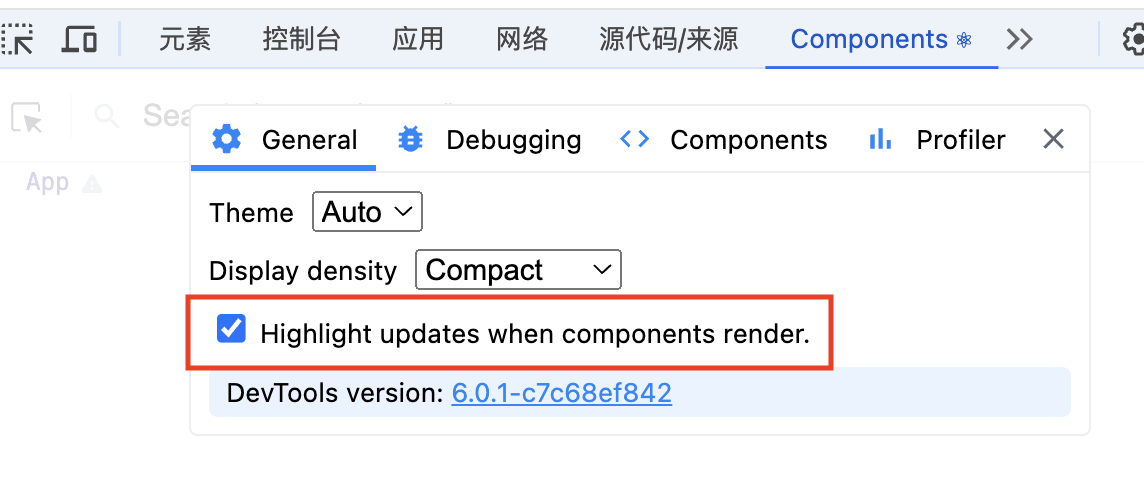 元素 控制台 应用 网络 源代码/来源 Components
Sea
General Debugging Components Profiler
App
Theme Auto
Display density Compact
Highlight updates when components render.
DevTools version: 6.0.1-c7c68ef842